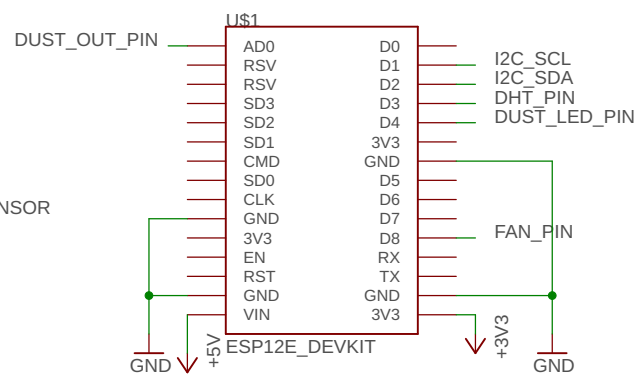 U$1
DUST_OUT_PIN
AD0
RSV
RSV
SD3
SD2
SD1
CMD
SD0
CLK
GND
3V3
EN
RST
GND
VIN
D0
D1
D2
D3
D4
3V3
GND
D5
D6
D7
D8
RX
TX
GND
3V3
I2C_SCL
I2C_SDA
DHT_PIN
DUST_LED_PIN
FAN_PIN
NSOR
ESP12E_DEVKIT
GND
+5V
+3V3
GND